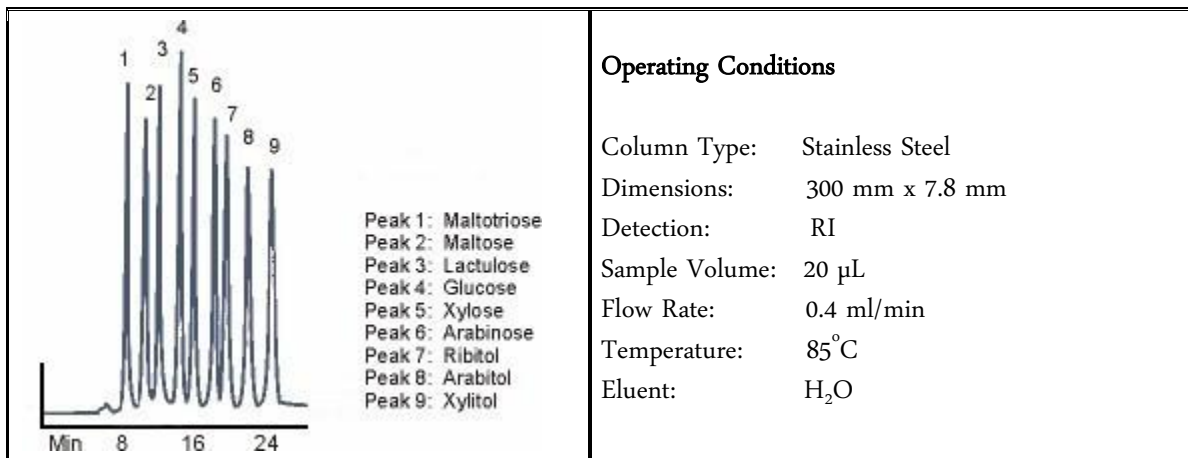 4
1
3
5
2
6
7
8
9
Peak 1: Maltotriose
Peak 2: Maltose
Peak 3: Lactulose
Peak 4: Glucose
Peak 5: Xylose
Peak 6: Arabinose
Peak 7: Ribitol
Peak 8: Arabitol
Peak 9: Xylitol
Min 8 16 24
Operating Conditions
Column Type: Stainless Steel
Dimensions: 300 mm x 7.8 mm
Detection: RI
Sample Volume: 20 µL
Flow Rate: 0.4 ml/min
Temperature: 85°C
Eluent: H₂O